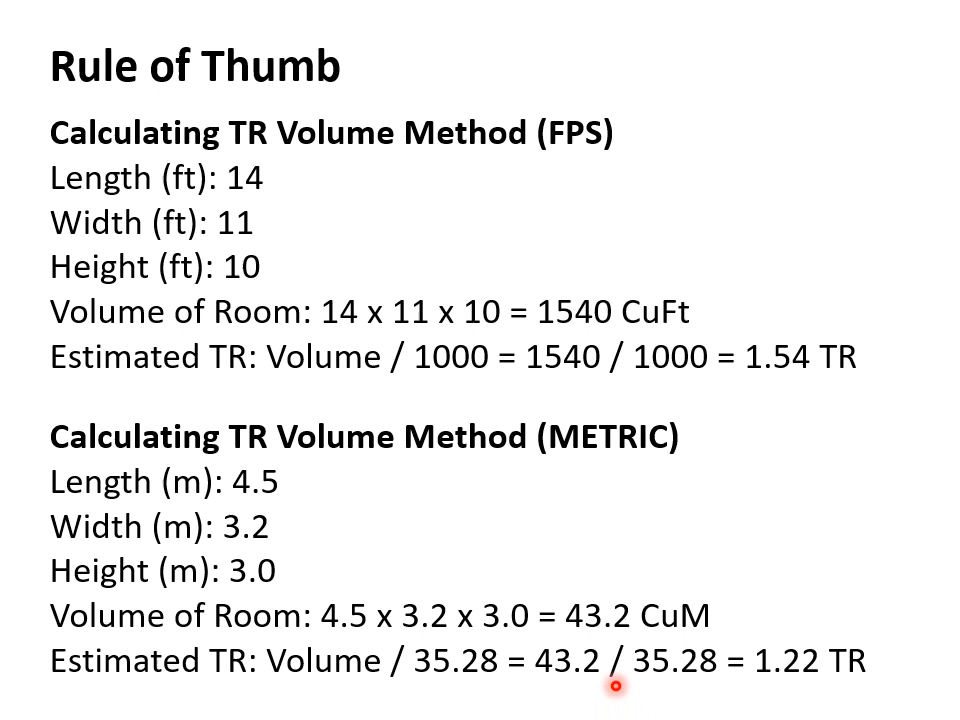 Rule of Thumb
Calculating TR Volume Method (FPS)
Length (ft): 14
Width (ft): 11
Height (ft): 10
Volume of Room: 14 x 11 x 10 = 1540 CuFt
Estimated TR: Volume / 1000 = 1540 / 1000 = 1.54 TR
Calculating TR Volume Method (METRIC)
Length (m): 4.5
Width (m): 3.2
Height (m): 3.0
Volume of Room: 4.5 x 3.2 x 3.0 = 43.2 CuM
Estimated TR: Volume / 35.28 = 43.2 / 35.28 = 1.22 TR